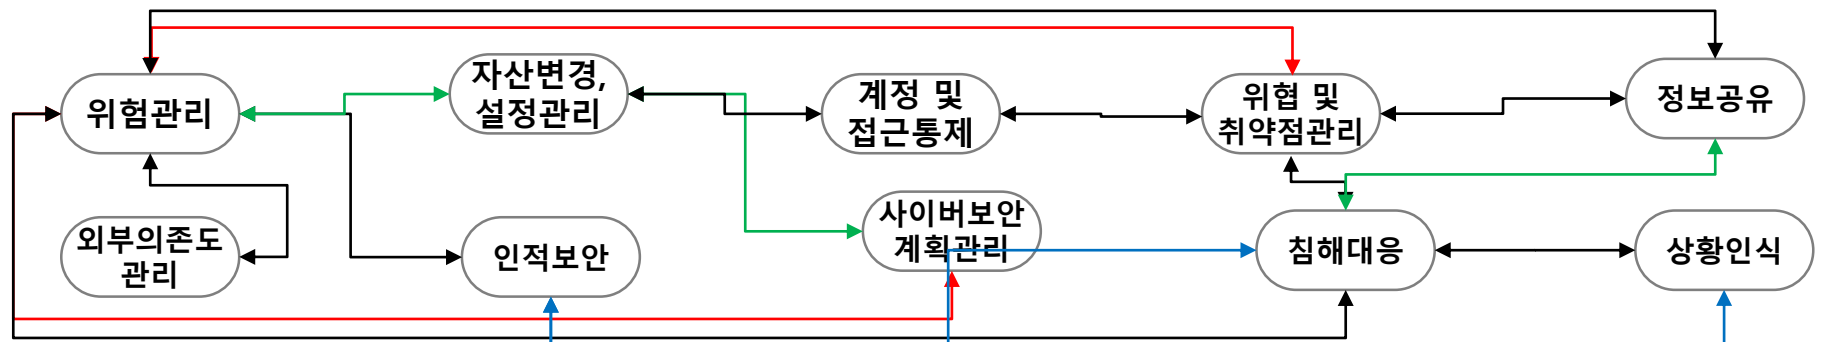 위험관리
자산변경,
설정관리
계정 및
접근통제
위협 및
취약점관리
정보공유
외부의존도
관리
인적보안
사이버보안
계획관리
침해대응
상황인식